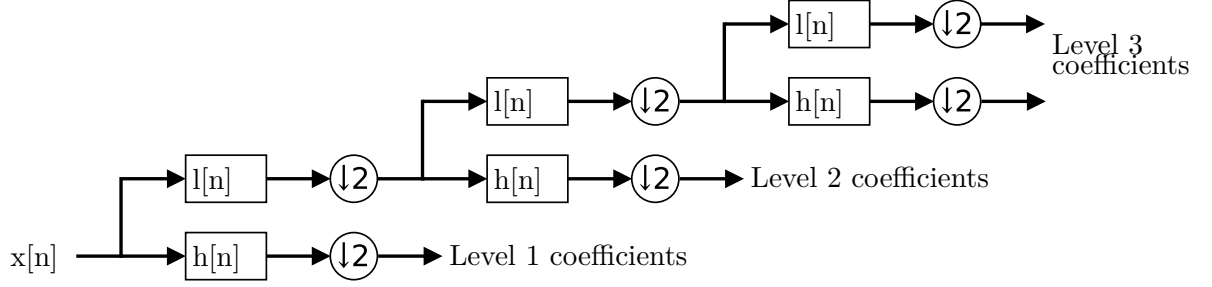 l[n] ↓2
Level 3
coefficients
l[n] ↓2 h[n] ↓2
l[n] ↓2 h[n] ↓2 Level 2 coefficients
x[n] h[n] ↓2 Level 1 coefficients